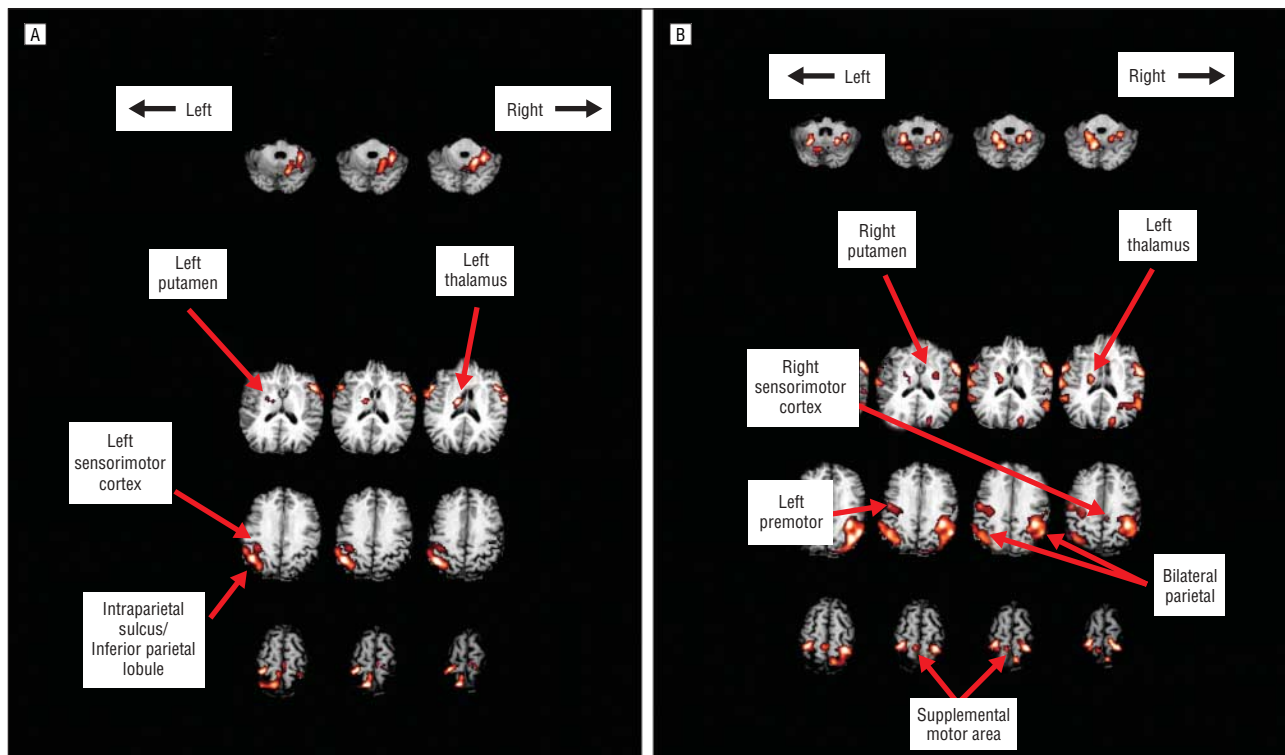 A
Left
Right
Left
putamen
Left
thalamus
Left
sensorimotor
cortex
Intraparietal
sulcus/
Inferior parietal
lobule
B
Left
Right
Right
putamen
Left
thalamus
Right
sensorimotor
cortex
Left
premotor
Bilateral
parietal
Supplemental
motor area